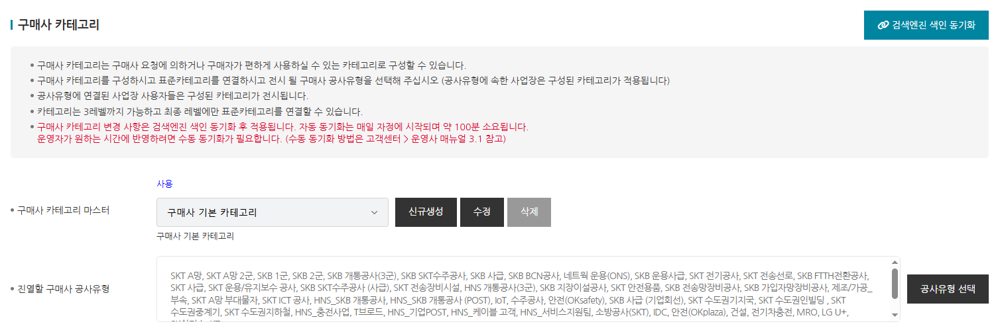 구매사 카테고리
검색엔진 색인 동기화
구매사 카테고리는 구매사 요청에 의하거나 구매자가 편하게 사용하실 수 있는 카테고리로 구성할 수 있습니다.
구매사 카테고리를 구성하시고 표준카테고리를 연결하시고 전시 될 구매사 공사유형을 선택해 주십시오 (공사유형에 속한 사업장은 구성된 카테고리가 적용됩니다)
공사유형에 연결된 사업장 사용자들은 구성된 카테고리가 전시됩니다.
카테고리는 3레벨까지 가능하고 최종 레벨에만 표준카테고리를 연결할 수 있습니다.
구매사 카테고리 변경 사항은 검색엔진 색인 동기화 후 적용됩니다. 자동 동기화는 매일 자정에 시작되며 약 100분 소요됩니다.
운영자가 원하는 시간에 반영하려면 수동 동기화가 필요합니다. (수동 동기화 방법은 고객센터 > 운영사 매뉴얼 3.1 참고)
사용
구매사 카테고리 마스터
구매사 기본 카테고리
신규생성
수정
삭제
구매사 기본 카테고리
진열할 구매사 공사유형
SKT A망, SKT A망 2군, SKB 1군, SKB 2군, SKB 개통공사(3군), SKB SKT수주공사, SKB 사급, SKB BCN공사, 네트웍 운용(ONS), SKB 운용사급, SKT 전기공사, SKT 전송선로, SKB FTTH전환공사,
SKT 사급, SKT 운용/유지보수 공사, SKB SKT수주공사 (사급), SKT 전송장비시설, HNS 개통공사(3군), SKB 지장이설공사, SKT 안전용품, SKB 전송망장비공사, SKB 가입자망장비공사, 제조/가공_
부속, SKT A망 부대물자, SKT ICT 공사, HNS_SKB 개통공사, HNS_SKB 개통공사 (POST), IoT, 수주공사, 안전(OKsafety), SKB 사급 (기업회선), SKT 수도권기지국, SKT 수도권인빌딩 , SKT
수도권중계기, SKT 수도권지하철, HNS_충전사업, T브로드, HNS_기업POST, HNS_케이블 고객, HNS_서비스지원팀, 소방공사(SKT), IDC, 안전(OKplaza), 건설, 전기차충전, MRO, LG U+,
공사유형 선택